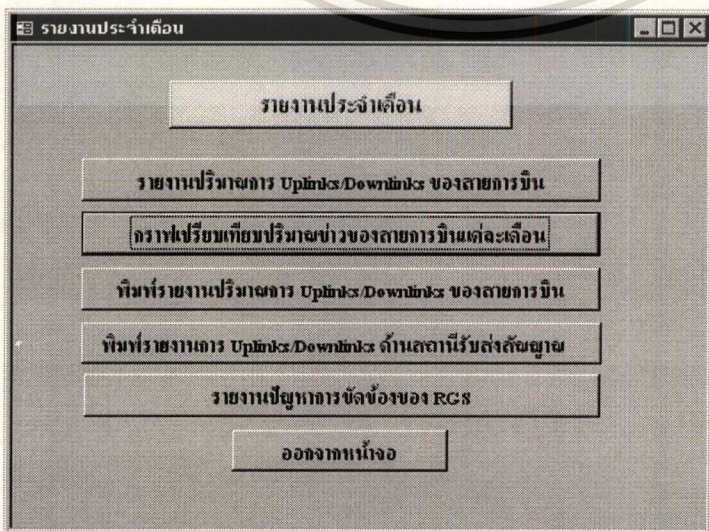 รายงานประจำเดือน
รายงานประจำเดือน
รายงานปริมาณการ Uplinks/Downlinks ของสายการบิน
กราฟเปรียบเทียบปริมาณข่าวของสายการบินแต่ละเดือน
พิมพ์รายงานปริมาณการ Uplinks/Downlinks ของสายการบิน
พิมพ์รายงานการ Uplinks/Downlinks ด้านสถานีรับส่งสัญญาณ
รายงานปัญหาการขัดข้องของ RGS
ออกจากหน้าจอ